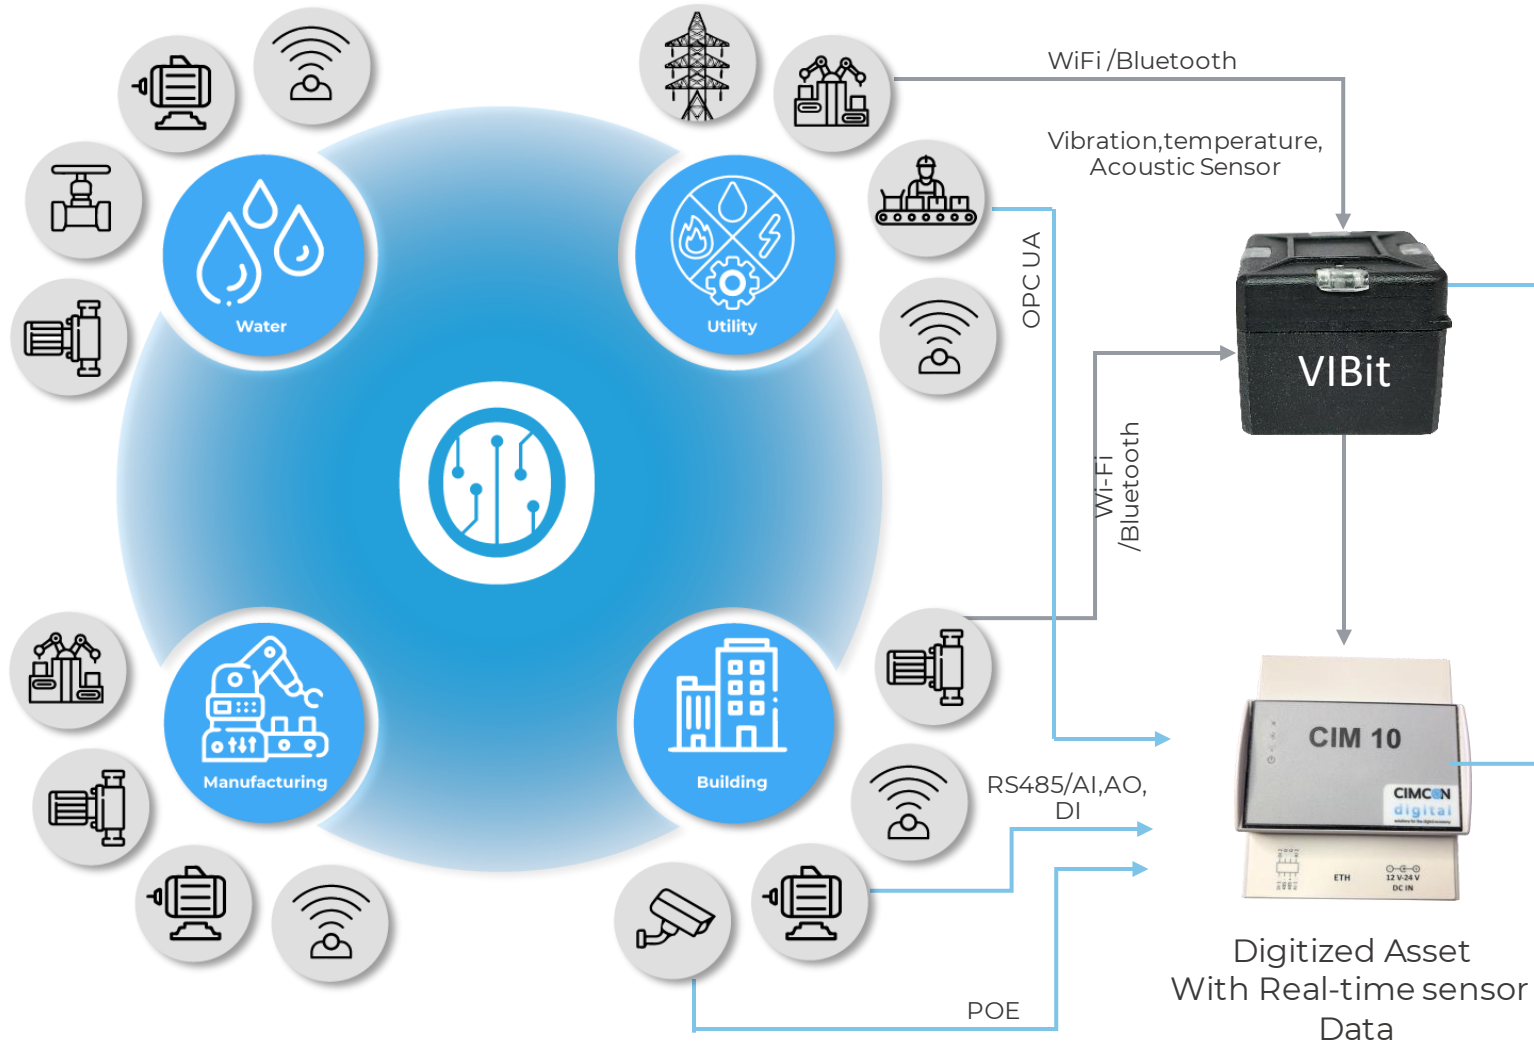 WiFi /Bluetooth
Vibration,temperature,
Acoustic Sensor
Water
Utility
OPC UA
VIBit
Wi-Fi
/Bluetooth
Manufacturing
Building
RS485/AI,AO,
DI
CIM 10
CIMCON
digital
ETH
12 V-24 V
DC IN
POE
Digitized Asset
With Real-time sensor
Data